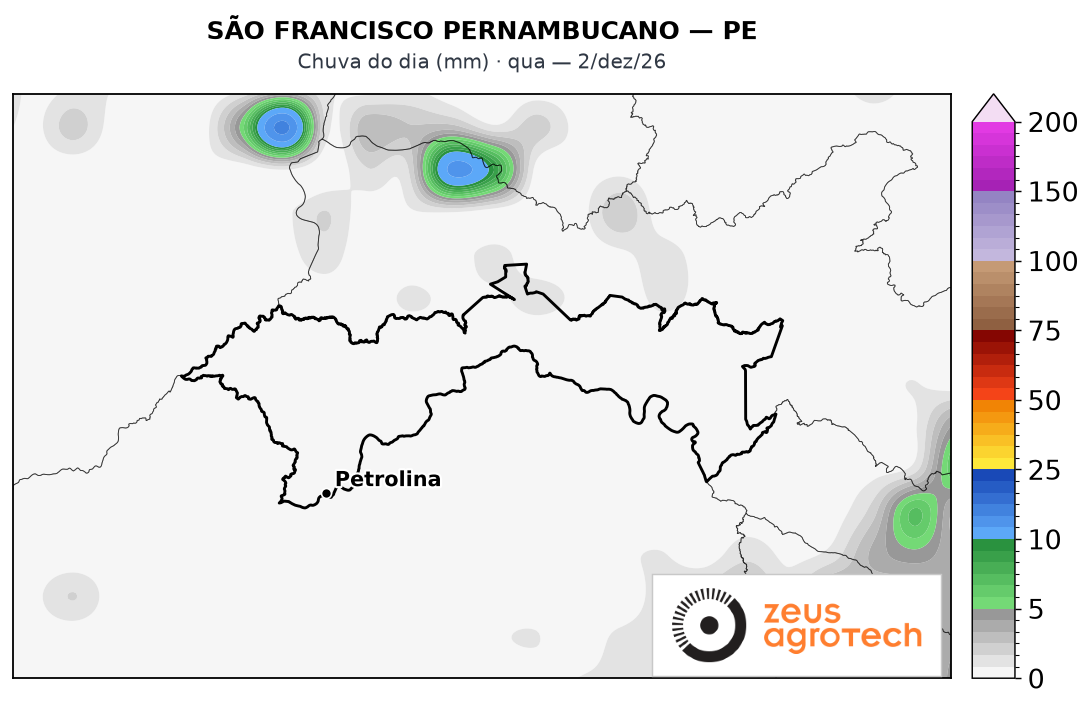 SÃO FRANCISCO PERNAMBUCANO — PE
Chuva do dia (mm) · qua — 2/dez/26
200
150
100
75
50
25
10
5
0
Petrolina
zeus
agrotech